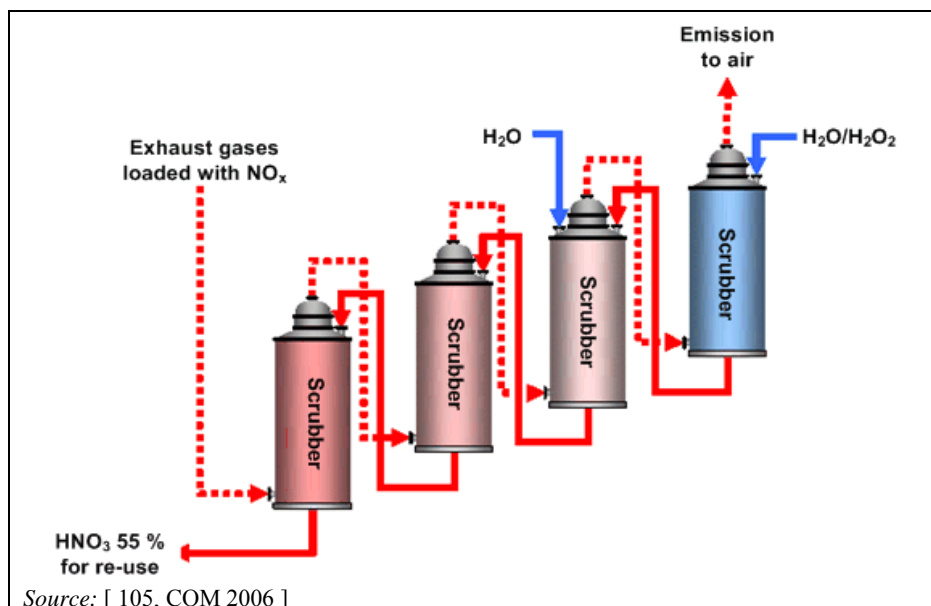 Emission
to air
Exhaust gases
loaded with NOx
H2O
H2O/H2O2
Scrubber
Scrubber
Scrubber
Scrubber
HNO3 55 %
for re-use
Source: [ 105, COM 2006 ]